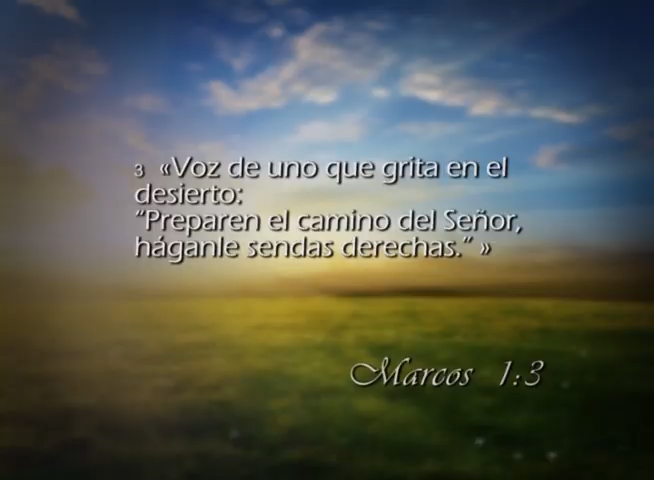 3 «Voz de uno que grita en el
desierto:
“Preparen el camino del Señor,
háganle sendas derechas.” »
Marcos 1:3